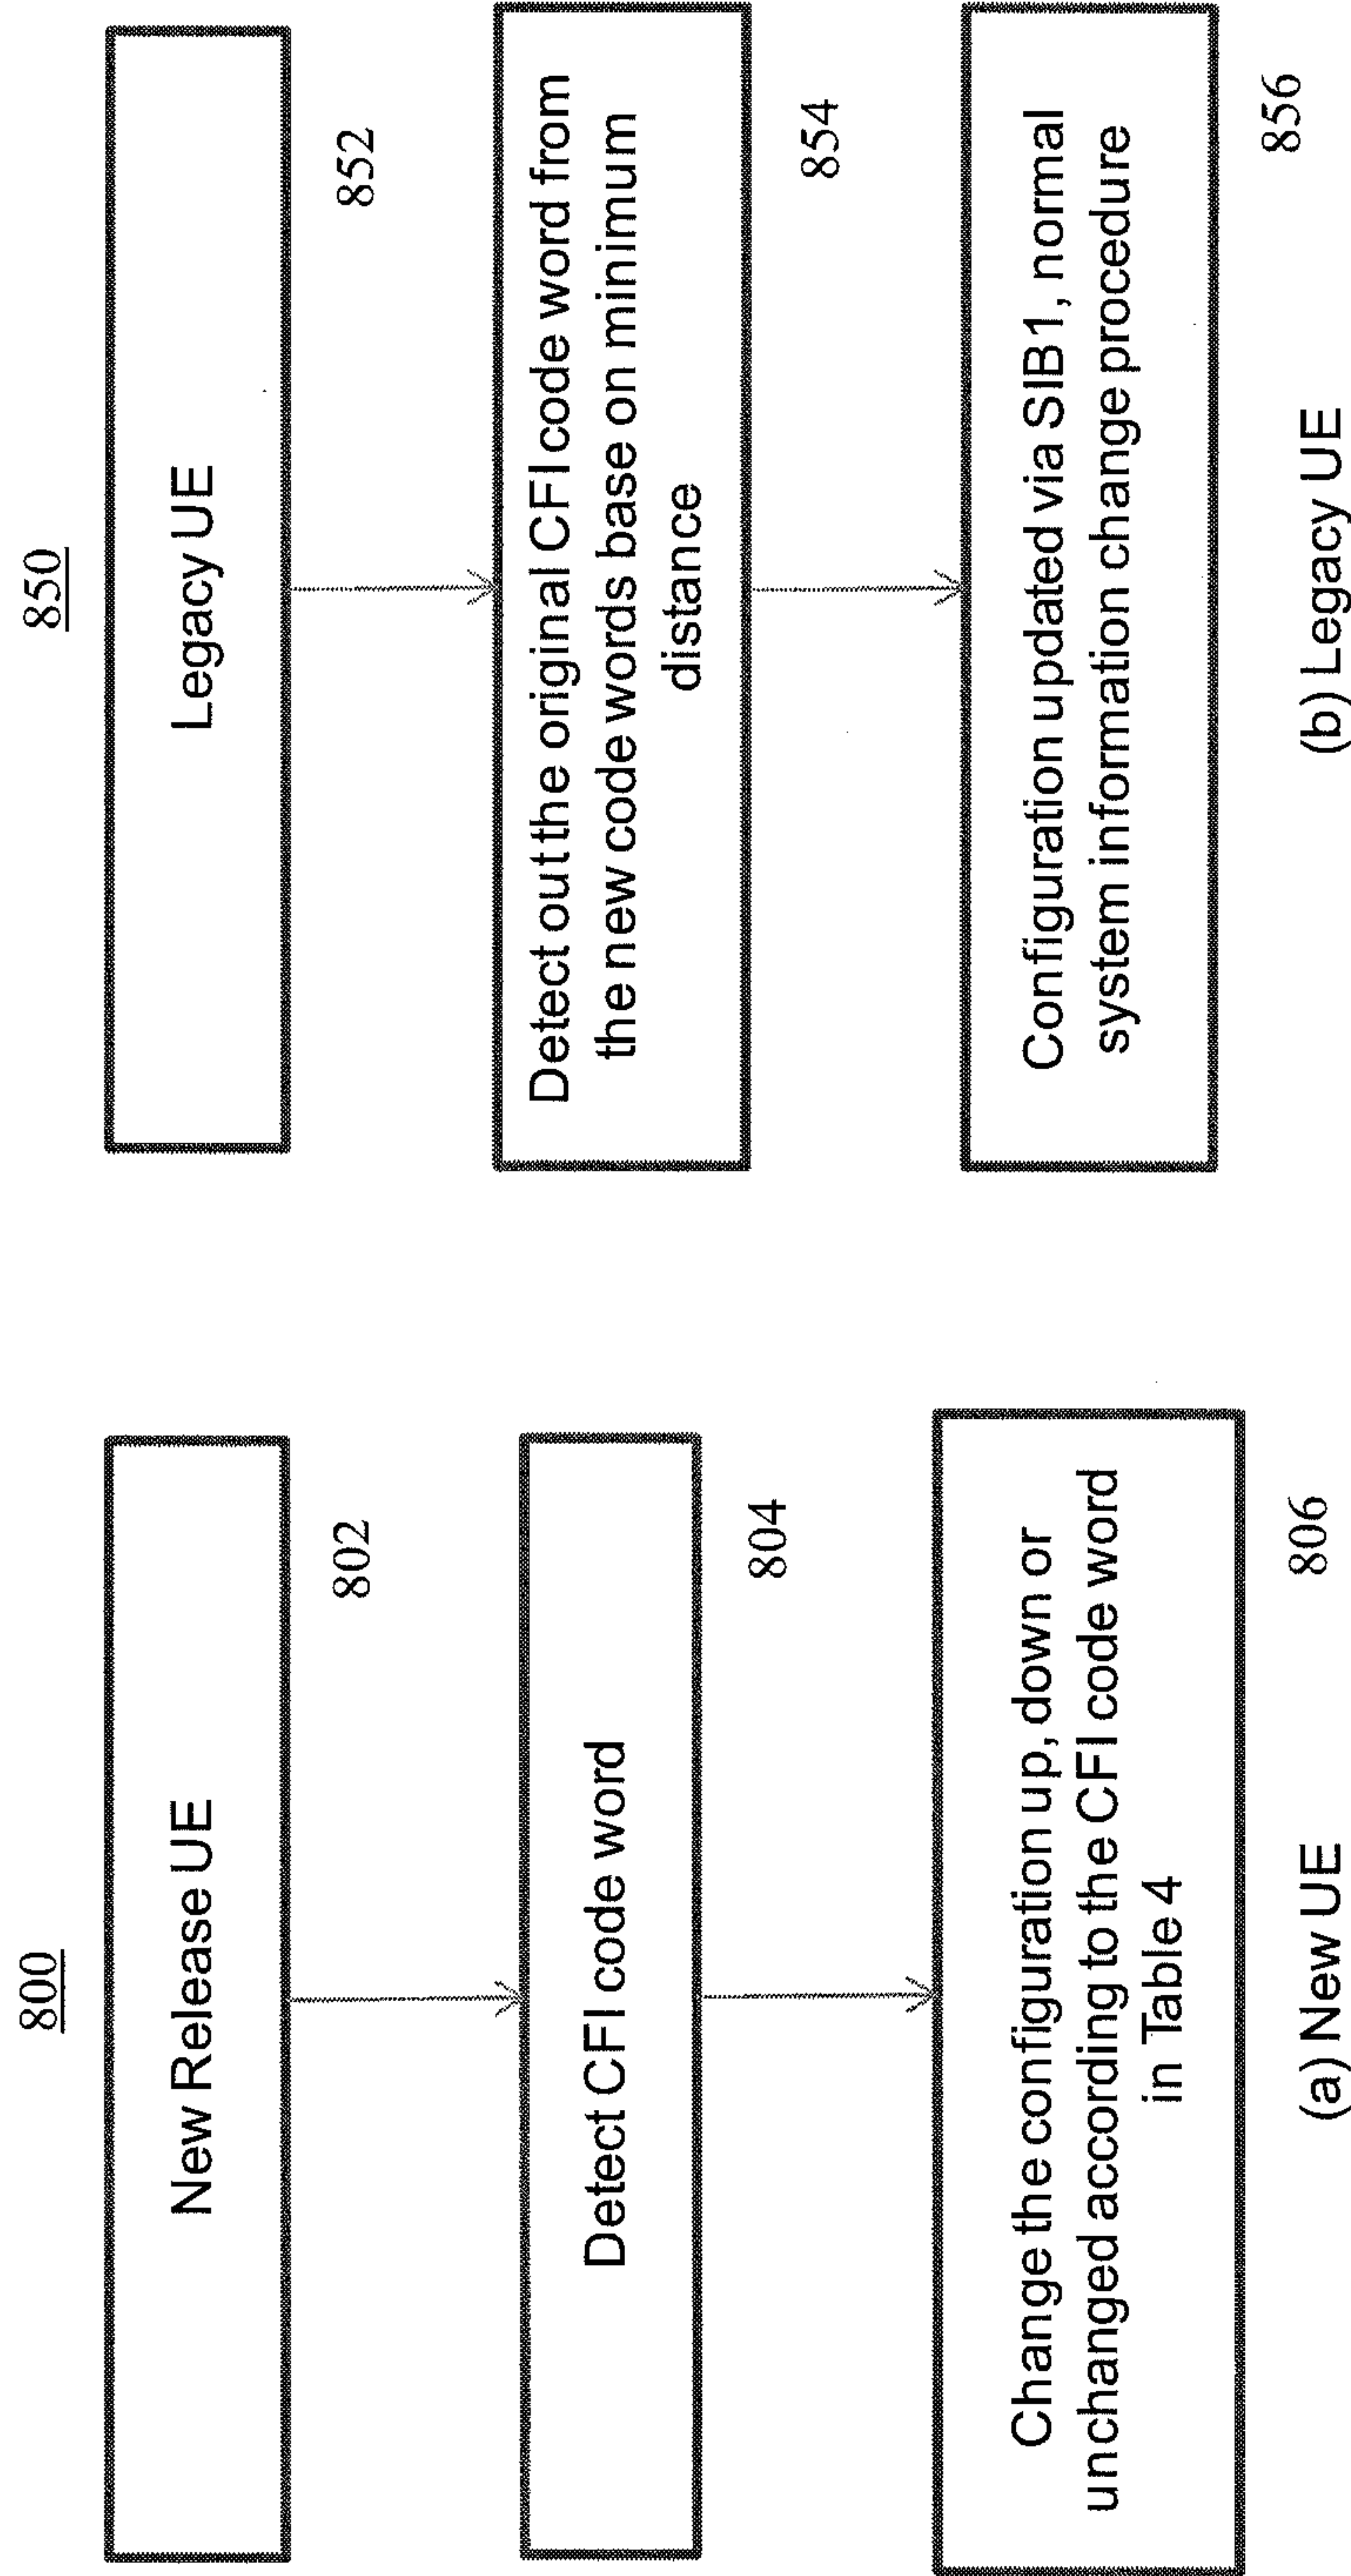 800
New Release UE
802
Detect CFI code word
804
Change the configuration up, down or
unchanged according to the CFI code word
in Table 4
806
(a) New UE
850
Legacy UE
852
Detect out the original CFI code word from
the new code words base on minimum
distance
854
Configuration updated via SIB1, normal
system information change procedure
856
(b) Legacy UE